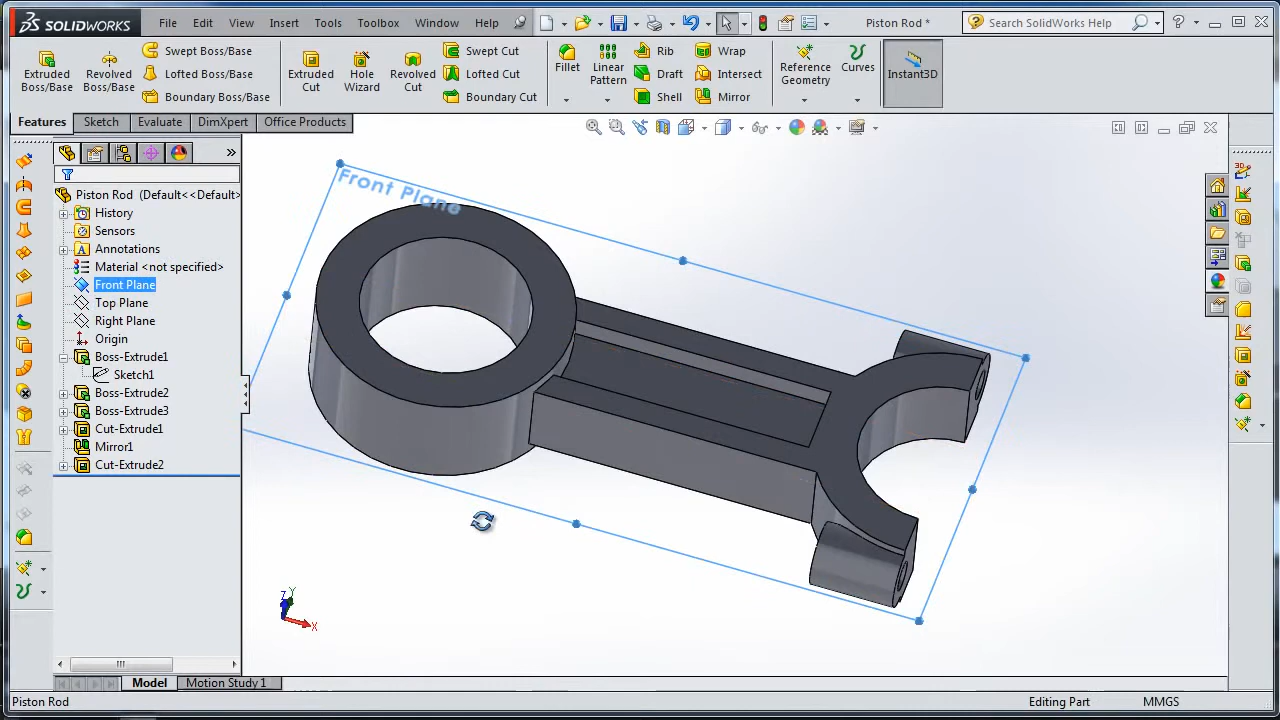 SOLIDWORKS File Edit View Insert Tools Toolbox Window Help Piston Rod * Search SolidWorks Help ?
Extruded Boss/Base
Revolved Boss/Base
Swept Boss/Base
Lofted Boss/Base
Boundary Boss/Base
Extruded Cut
Hole Wizard
Revolved Cut
Swept Cut
Lofted Cut
Boundary Cut
Fillet
Linear Pattern
Rib
Draft
Shell
Wrap
Intersect
Mirror
Reference Geometry
Curves
Instant3D
Features Sketch Evaluate DimXpert Office Products
»
Piston Rod (Default<<Default>
History
Sensors
A Annotations
Material <not specified>
Front Plane
Top Plane
Right Plane
Origin
Boss-Extrude1
Sketch1
Boss-Extrude2
Boss-Extrude3
Cut-Extrude1
Mirror1
Cut-Extrude2
Front Plane
Z Y X
Model Motion Study 1
Piston Rod Editing Part MMGS